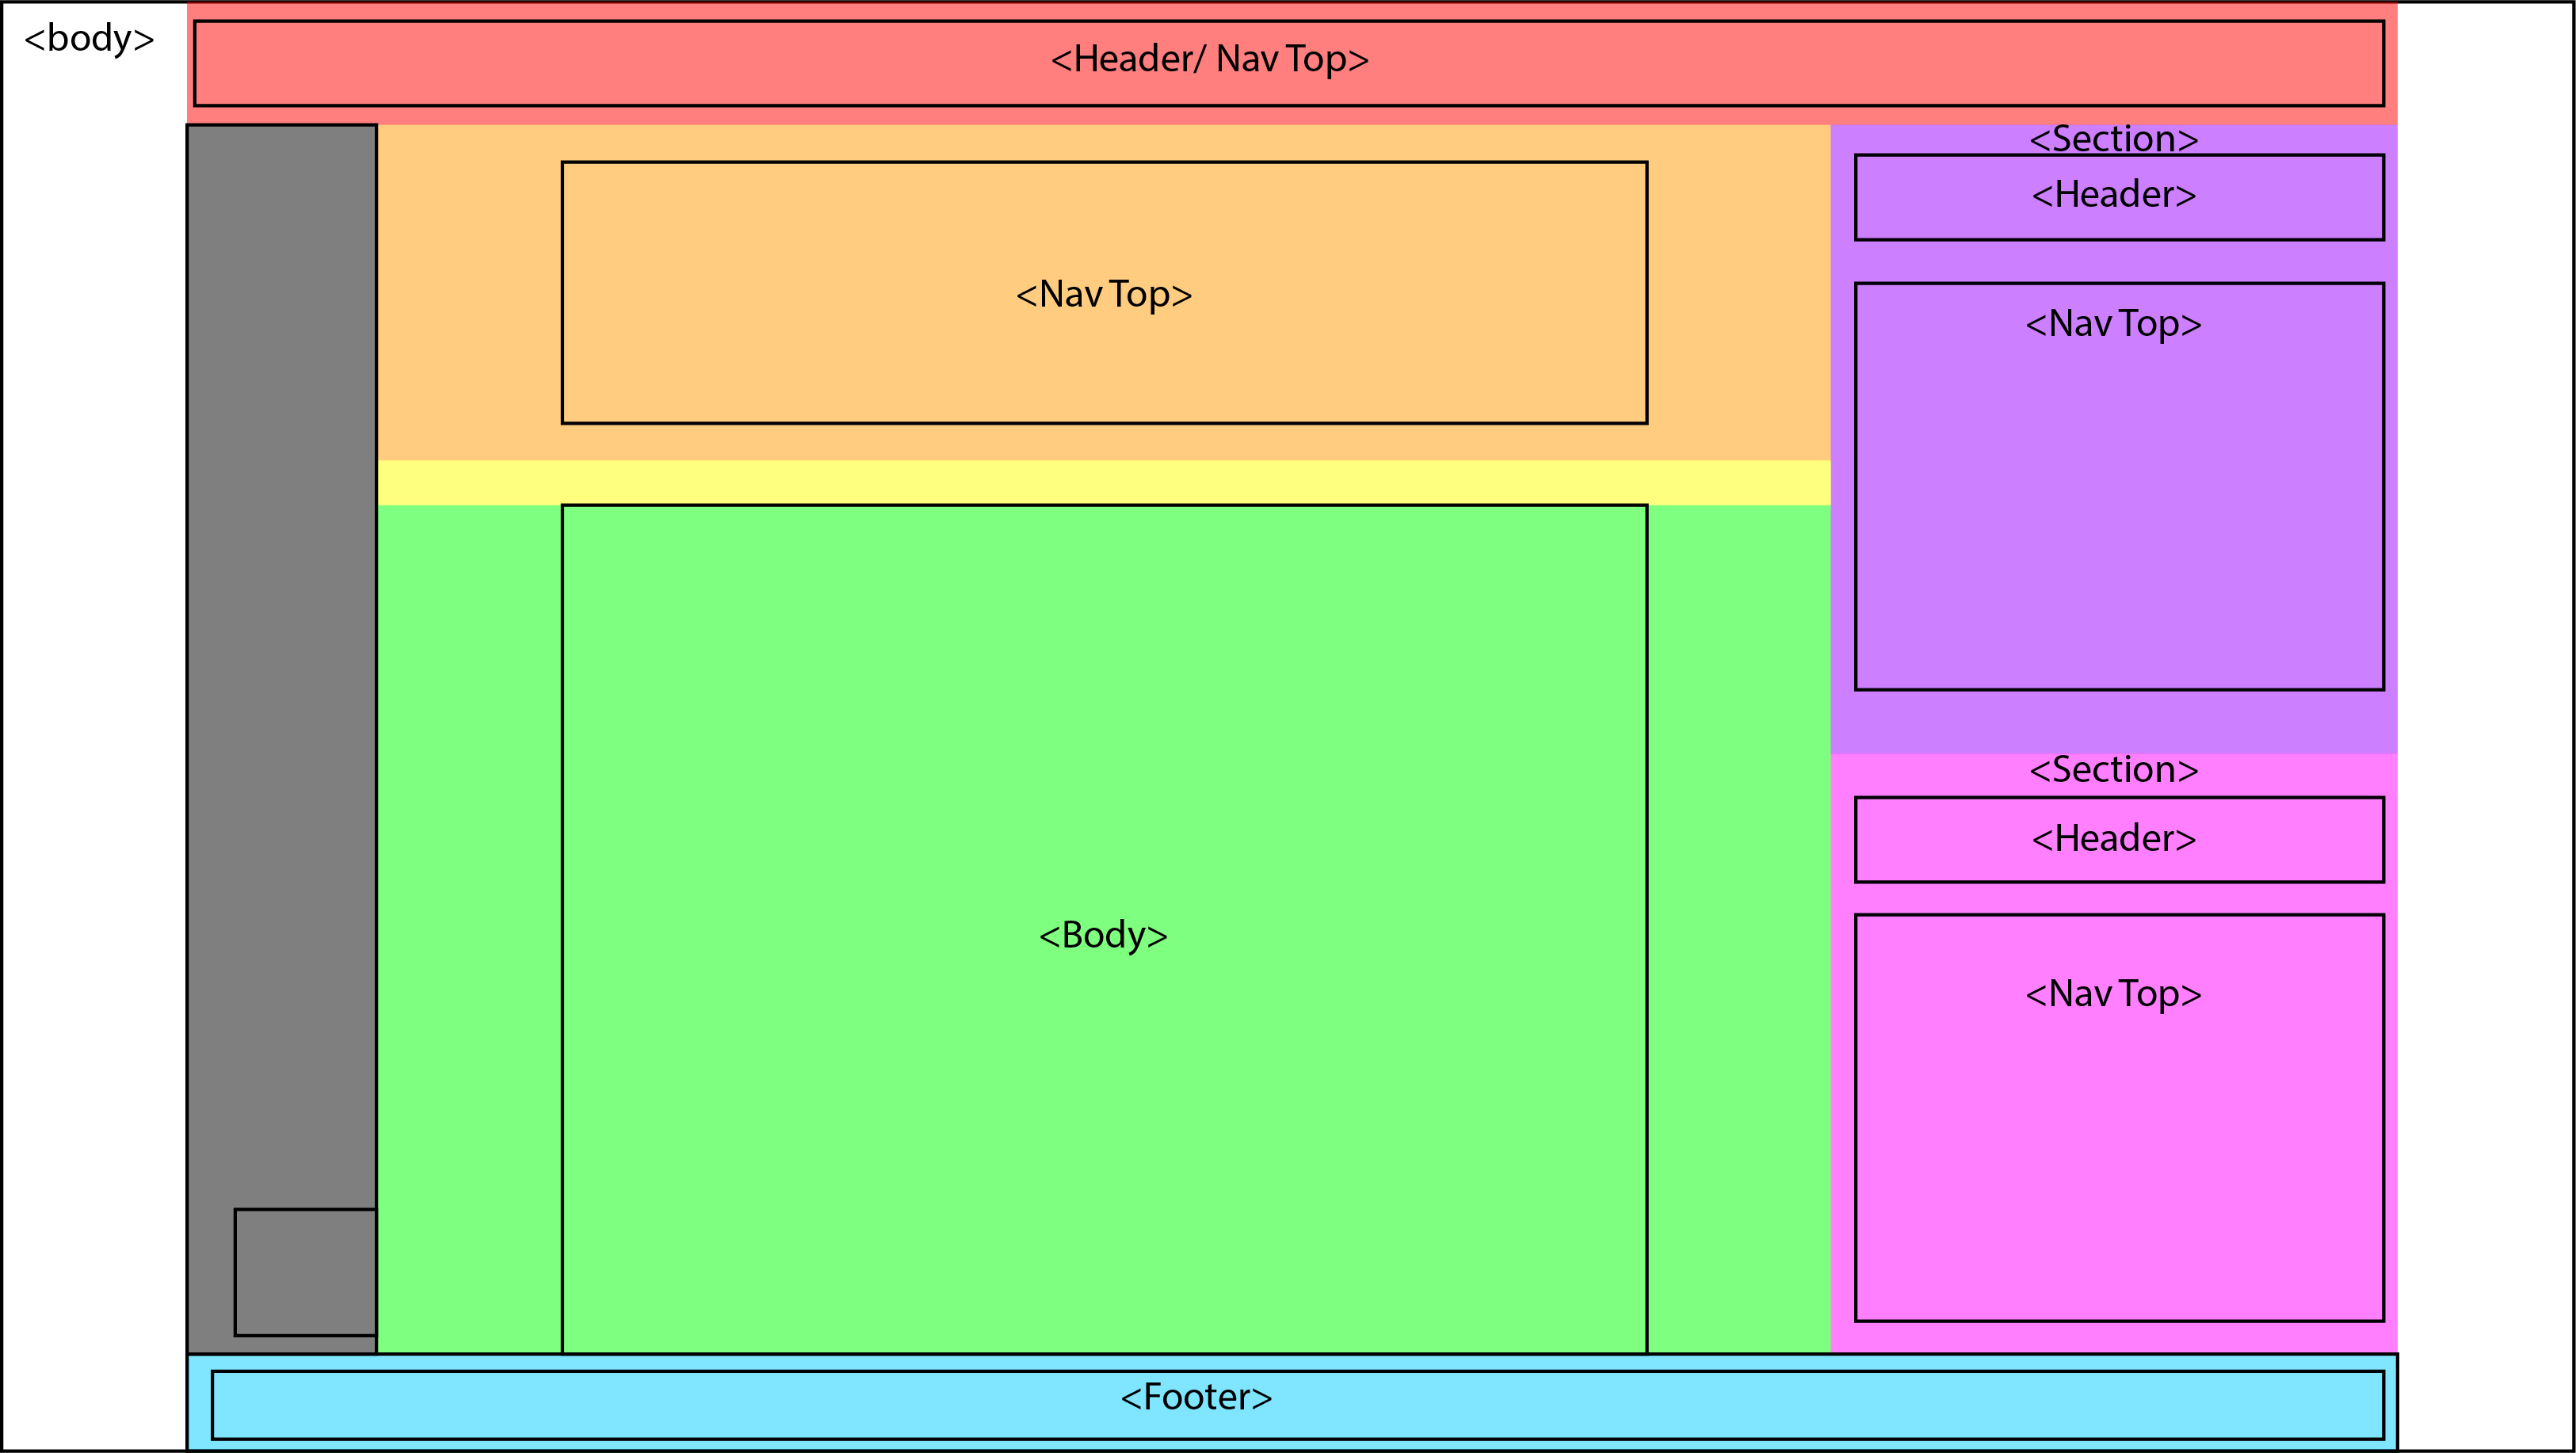 <body>
<Header/ Nav Top>
<Nav Top>
<Body>
<Section>
<Header>
<Nav Top>
<Section>
<Header>
<Nav Top>
<Footer>